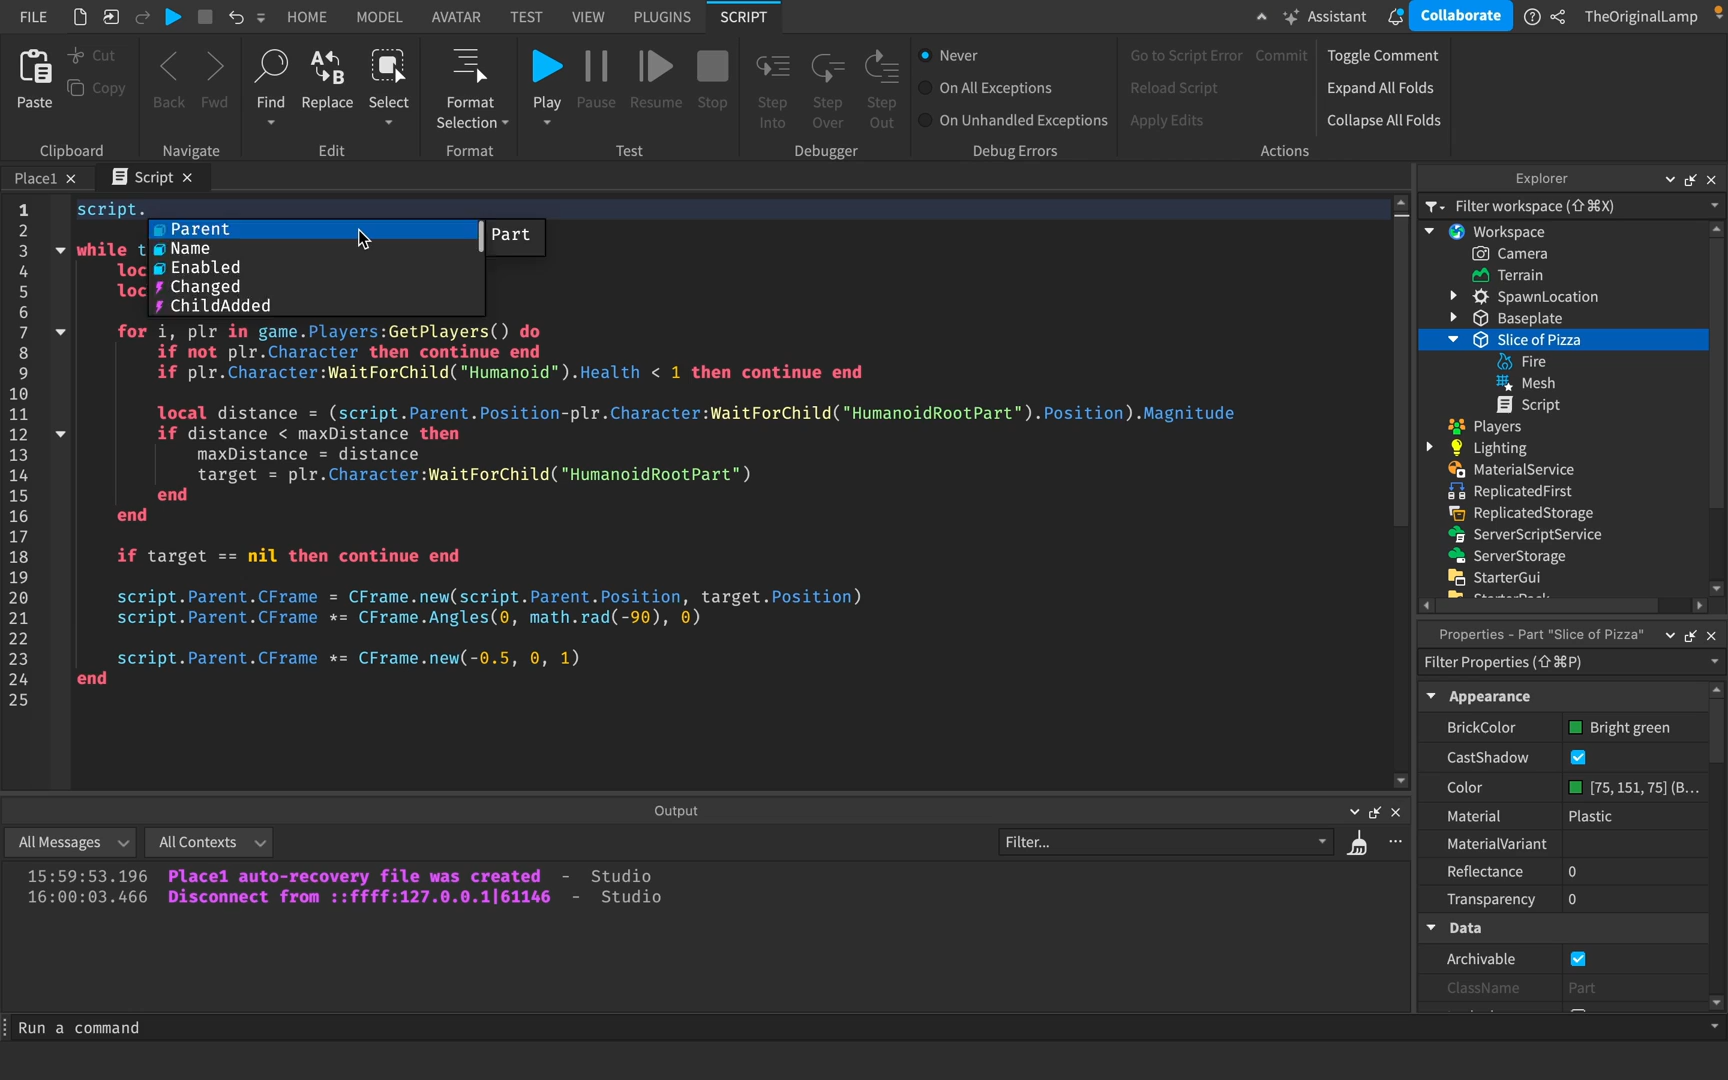 FILE HOME MODEL AVATAR TEST VIEW PLUGINS SCRIPT Assistant Collaborate TheOriginalLamp
Paste Cut Copy
Back Fwd
Find Replace Select
Format Selection
Play Pause Resume Stop
Step Into Step Over Step Out
Never
On All Exceptions
On Unhandled Exceptions
Go to Script Error Commit
Reload Script
Apply Edits
Toggle Comment
Expand All Folds
Collapse All Folds
Clipboard Navigate Edit Format Test Debugger Debug Errors Actions
Place1 Script
1 script.
2
3 while t
4 loc
5 loc
6
Parent
Name
Enabled
Changed
ChildAdded
Part
7 for i, plr in game.Players:GetPlayers() do
8 if not plr.Character then continue end
9 if plr.Character:WaitForChild("Humanoid").Health < 1 then continue end
10
11 local distance = (script.Parent.Position-plr.Character:WaitForChild("HumanoidRootPart").Position).Magnitude
12 if distance < maxDistance then
13 maxDistance = distance
14 target = plr.Character:WaitForChild("HumanoidRootPart")
15 end
16 end
17
18 if target == nil then continue end
19
20 script.Parent.CFrame = CFrame.new(script.Parent.Position, target.Position)
21 script.Parent.CFrame *= CFrame.Angles(0, math.rad(-90), 0)
22
23 script.Parent.CFrame *= CFrame.new(-0.5, 0, 1)
24 end
25
Explorer
Filter workspace (⇧⌘X)
Workspace
Camera
Terrain
SpawnLocation
Baseplate
Slice of Pizza
Fire
Mesh
Script
Players
Lighting
MaterialService
ReplicatedFirst
ReplicatedStorage
ServerScriptService
ServerStorage
StarterGui
Properties - Part "Slice of Pizza"
Filter Properties (⇧⌘P)
Appearance
BrickColor Bright green
CastShadow
Color [75, 151, 75] (B...
Material Plastic
MaterialVariant
Reflectance 0
Transparency 0
Data
Archivable
ClassName Part
Output
All Messages All Contexts Filter... ...
15:59:53.196 Place1 auto-recovery file was created - Studio
16:00:03.466 Disconnect from ::ffff:127.0.0.1|61146 - Studio
Run a command